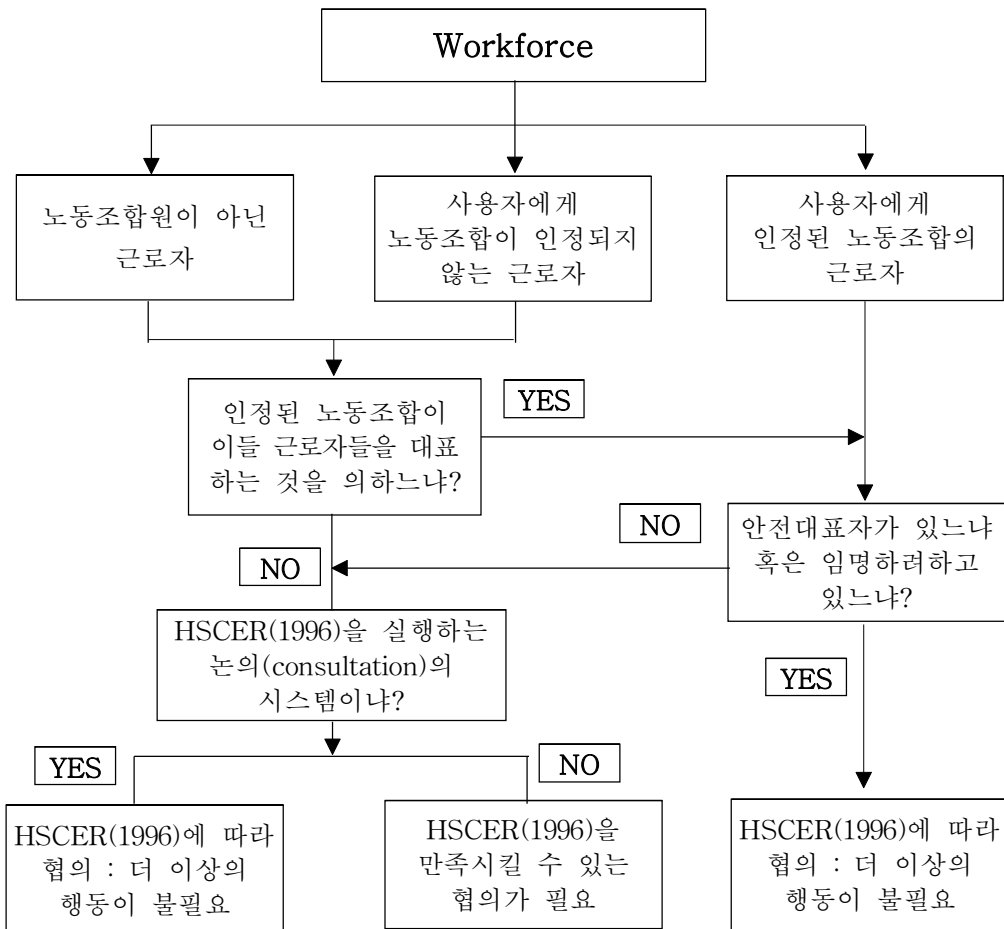 Workforce
노동조합원이 아닌
근로자
사용자에게
노동조합이 인정되지
않는 근로자
사용자에게
인정된 노동조합의
근로자
인정된 노동조합이
이들 근로자들을 대표
하는 것을 의하느냐?
YES
NO
안전대표자가 있느냐
혹은 임명하려하고
있느냐?
NO
HSCER(1996)을 실행하는
논의(consultation)의
시스템이냐?
YES
YES
NO
HSCER(1996)에 따라
협의 : 더 이상의
행동이 불필요
HSCER(1996)을
만족시킬 수 있는
협의가 필요
HSCER(1996)에 따라
협의 : 더 이상의
행동이 불필요